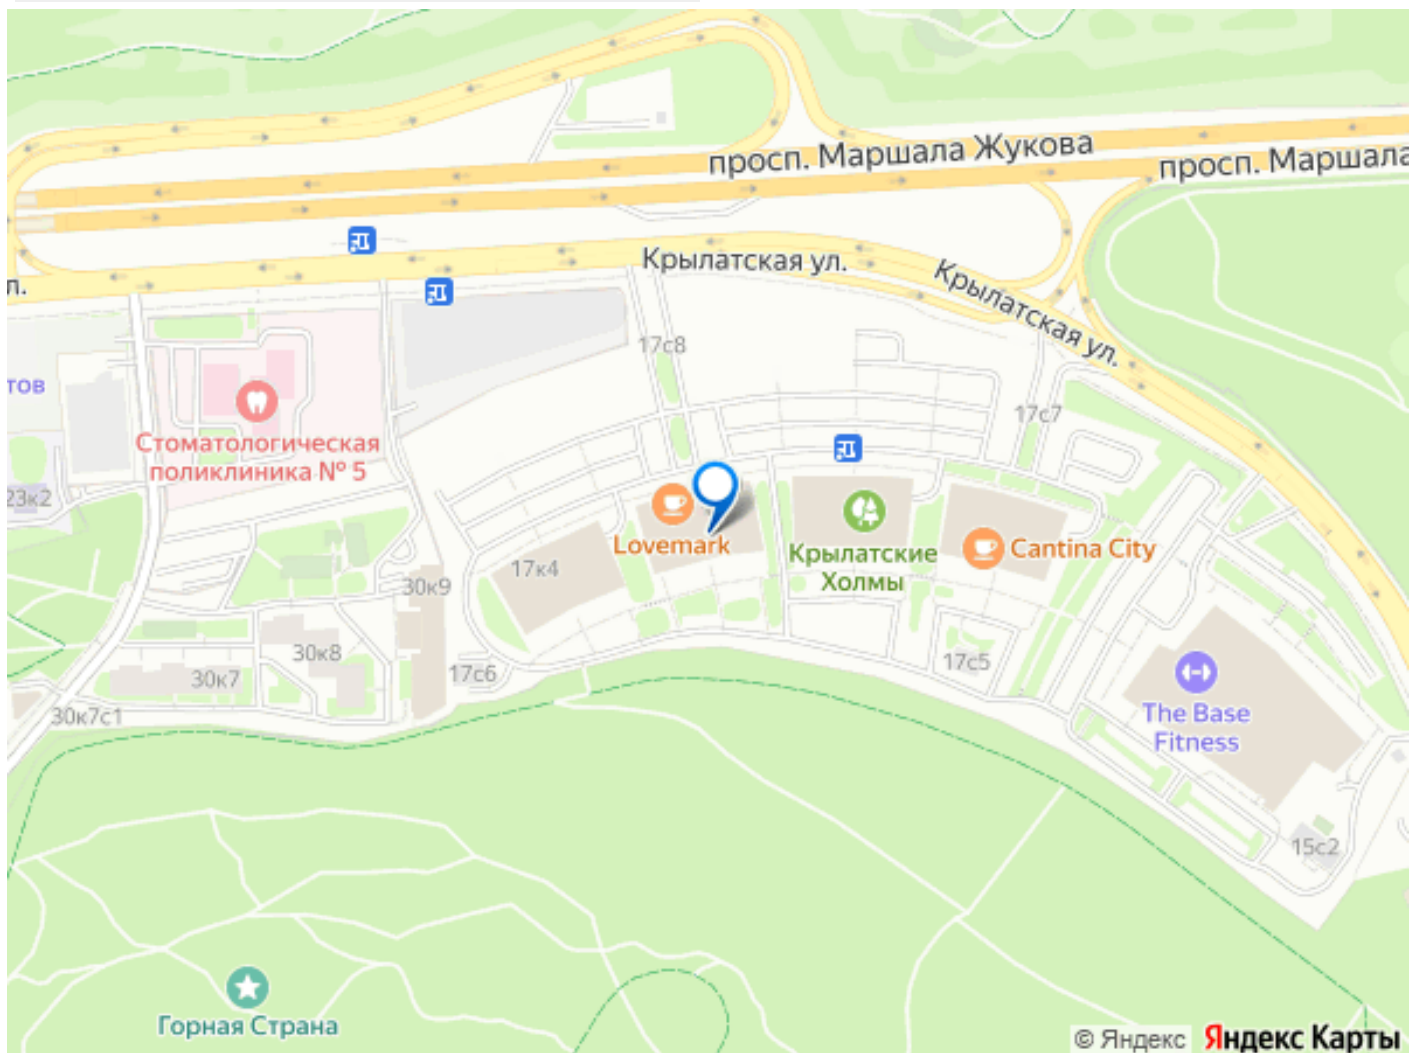 просп. Маршала Жукова
просп. Маршала
Крылатская ул.
Крылатская ул.
л.
17с8
тов
17с7
Стоматологическая
поликлиника № 5
23к2
Lovemark
17к4
Крылатские
Холмы
Cantina City
30к9
30к8
30к7
17с6
17с5
30к7с1
The Base
Fitness
15с2
Горная Страна
© Яндекс Яндекс Карты